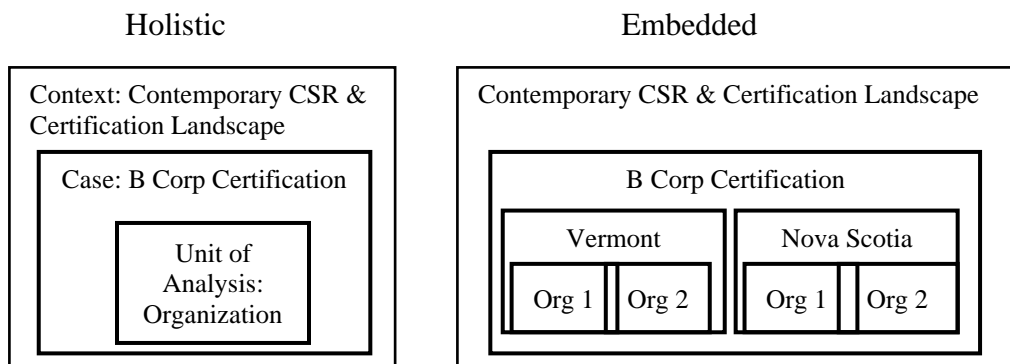 Holistic
Embedded
Context: Contemporary CSR &
Certification Landscape
Case: B Corp Certification
Unit of
Analysis:
Organization
Contemporary CSR & Certification Landscape
B Corp Certification
Vermont
Nova Scotia
Org 1
Org 2
Org 1
Org 2